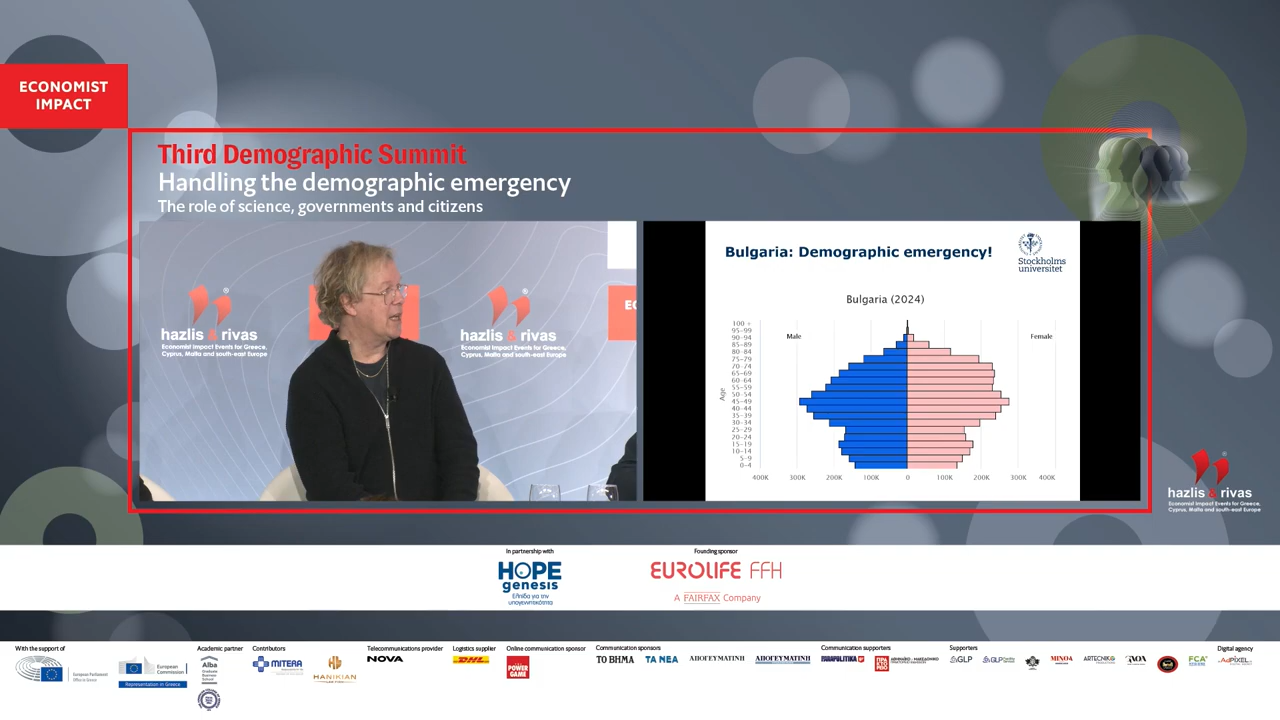 ECONOMIST
IMPACT
Third Demographic Summit
Handling the demographic emergency
The role of science, governments and citizens
hazlis & rivas
Economist Impact Events for Greece,
Cyprus, Malta and south-east Europe
hazlis & rivas
Economist Impact Events for Greece,
Cyprus, Malta and south-east Europe
EC
Bulgaria: Demographic emergency!
Stockholms
universitet
Bulgaria (2024)
Male
Female
Age
100 +
95-99
90-94
85-89
80-84
75-79
70-74
65-69
60-64
55-59
50-54
45-49
40-44
35-39
30-34
25-29
20-24
15-19
10-14
5-9
0-4
400K 300K 200K 100K 0 100K 200K 300K 400K
hazlis & rivas
Economist Impact Events for Greece,
Cyprus, Malta and south-east Europe
In partnership with
HOPE
genesis
Ελπίδα για την
υπογεννητικότητα
Founding sponsor
EUROLIFE FFH
A FAIRFAX Company
With the support of
European Parliament
Office in Greece
European
Commission
Representation in Greece
Academic partner
Alba
Graduate
Business
School
Contributors
MITERA
HANIKIAN
Telecommunications provider
NOVA
Logistics supplier
DHL
Online communication sponsor
POWER
GAME
Communication sponsors
ΤΟ ΒΗΜΑ
ΤΑ ΝΕΑ
Communication supporters
PARAPOLITIKA
Supporters
GLP
GLP
MINOA
ARTECNIKO
FCA
Digital agency
AdPIXEL